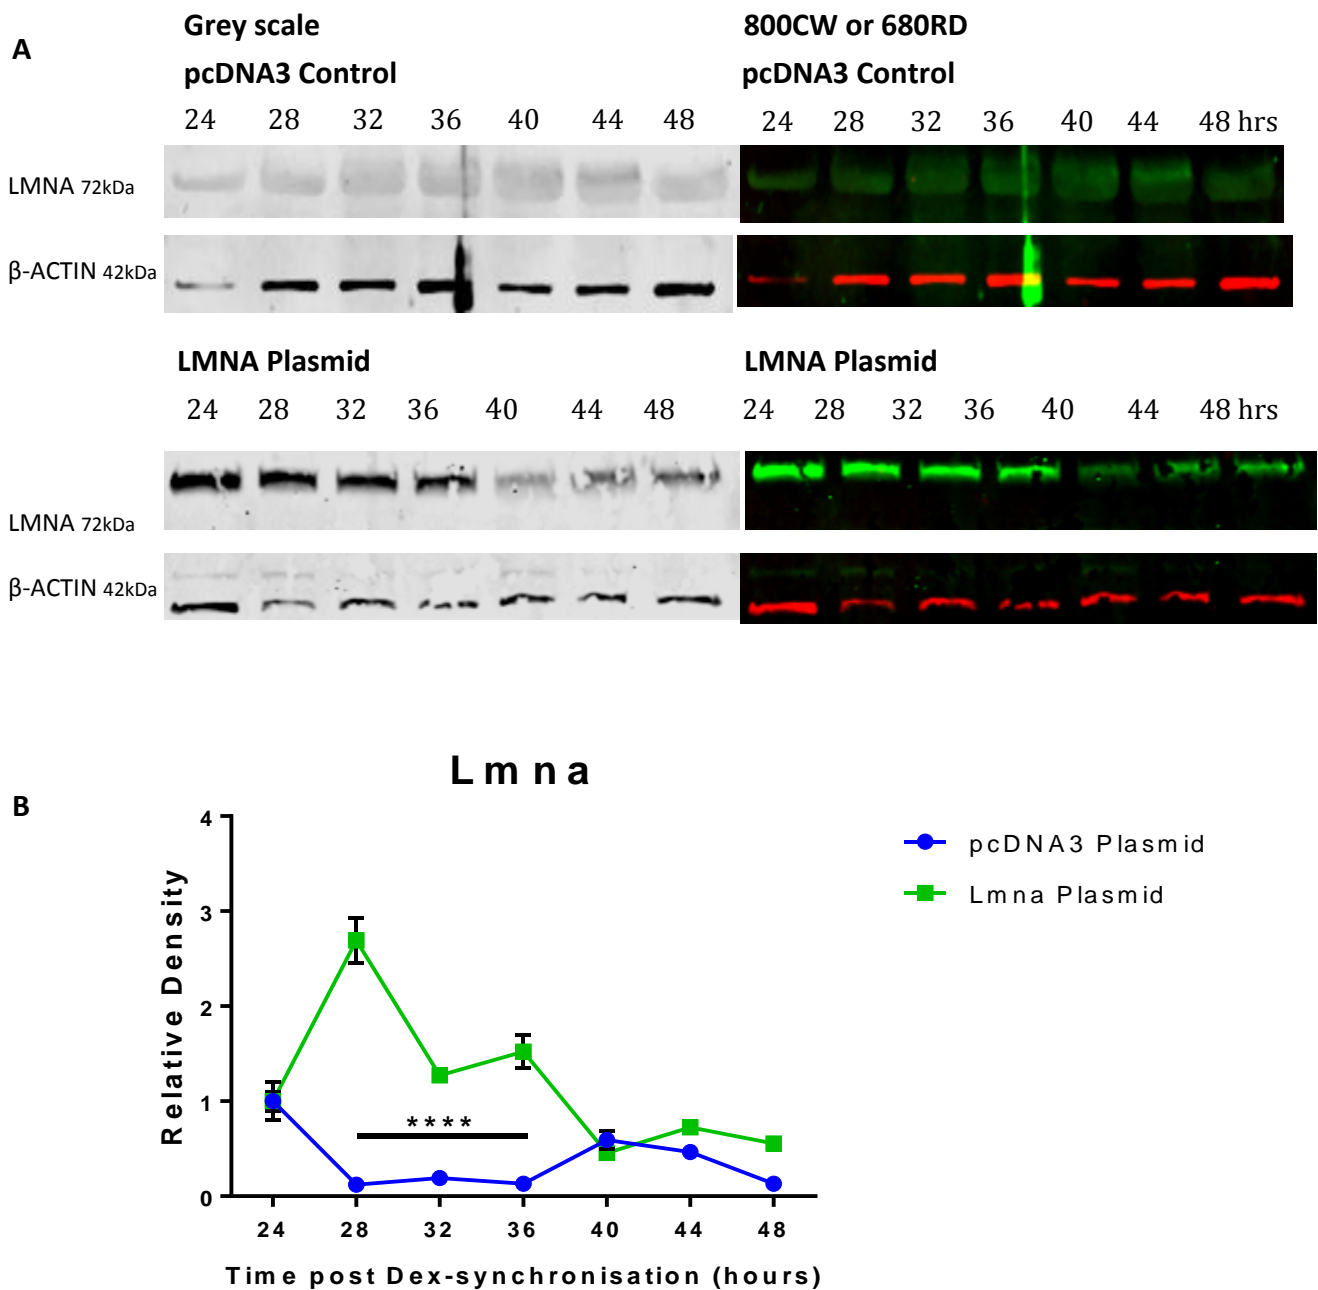 A
Grey scale
800CW or 680RD
pcDNA3 Control
pcDNA3 Control
24 28 32 36 40 44 48
24 28 32 36 40 44 48 hrs
LMNA 72kDa
β-ACTIN 42kDa
LMNA Plasmid
LMNA Plasmid
24 28 32 36 40 44 48
24 28 32 36 40 44 48 hrs
LMNA 72kDa
β-ACTIN 42kDa
B
Lmna
4
3
2
1
0
Relative Density
****
24 28 32 36 40 44 48
Time post Dex-synchronisation (hours)
pcDNA3 Plasmid
Lmna Plasmid